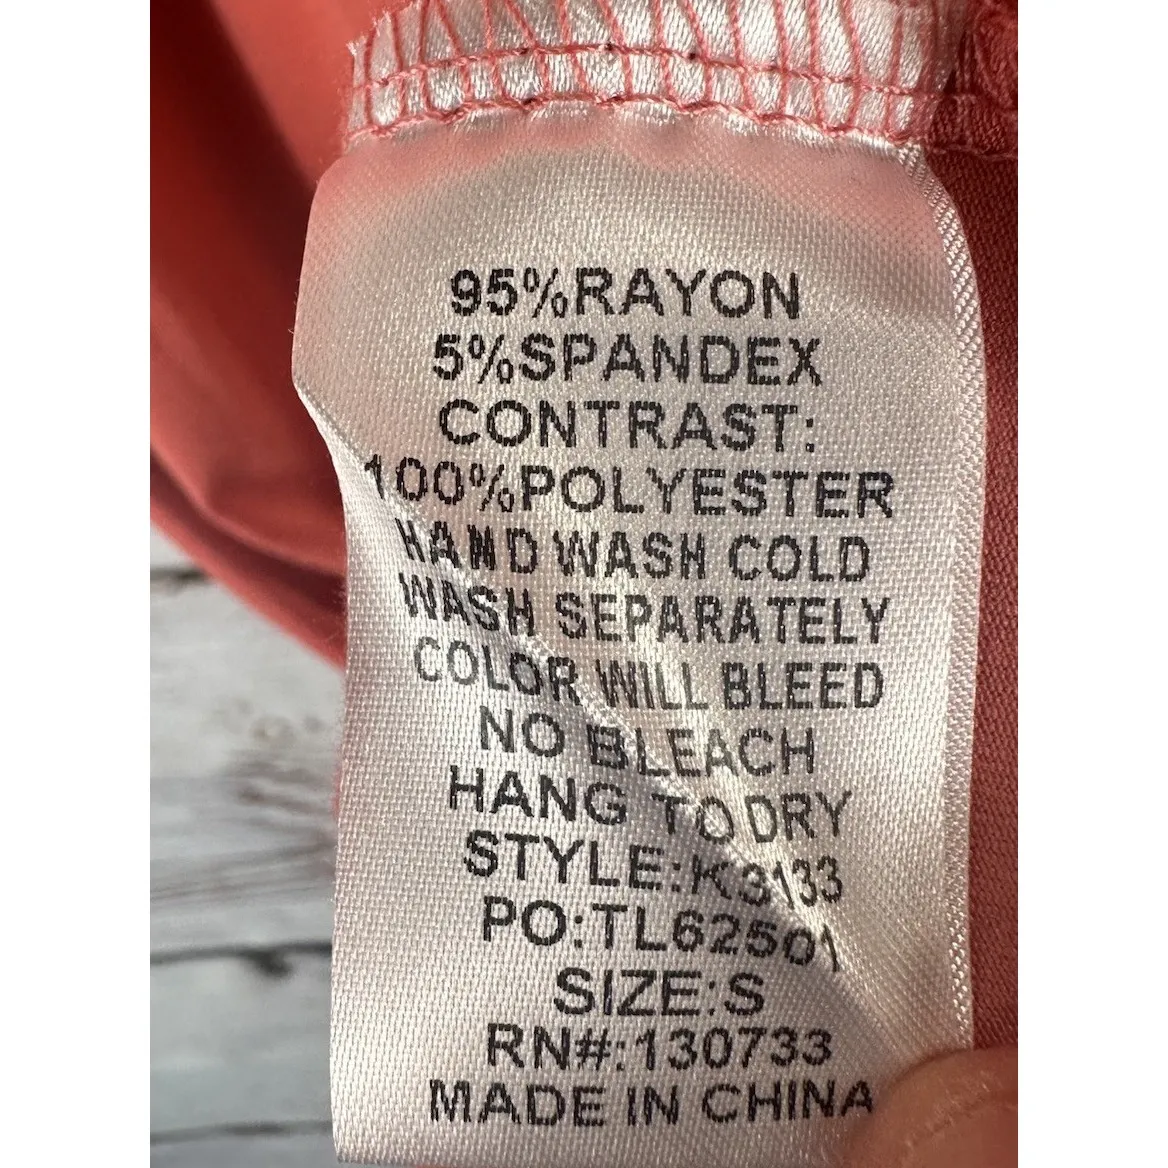 95%RAYON
5%SPANDEX
CONTRAST:
100%POLYESTER
HAND WASH COLD
WASH SEPARATELY
COLOR WILL BLEED
NO BLEACH
HANG TO DRY
STYLE:K3133
PO:TL62501
SIZE:S
RN#:130733
MADE IN CHINA